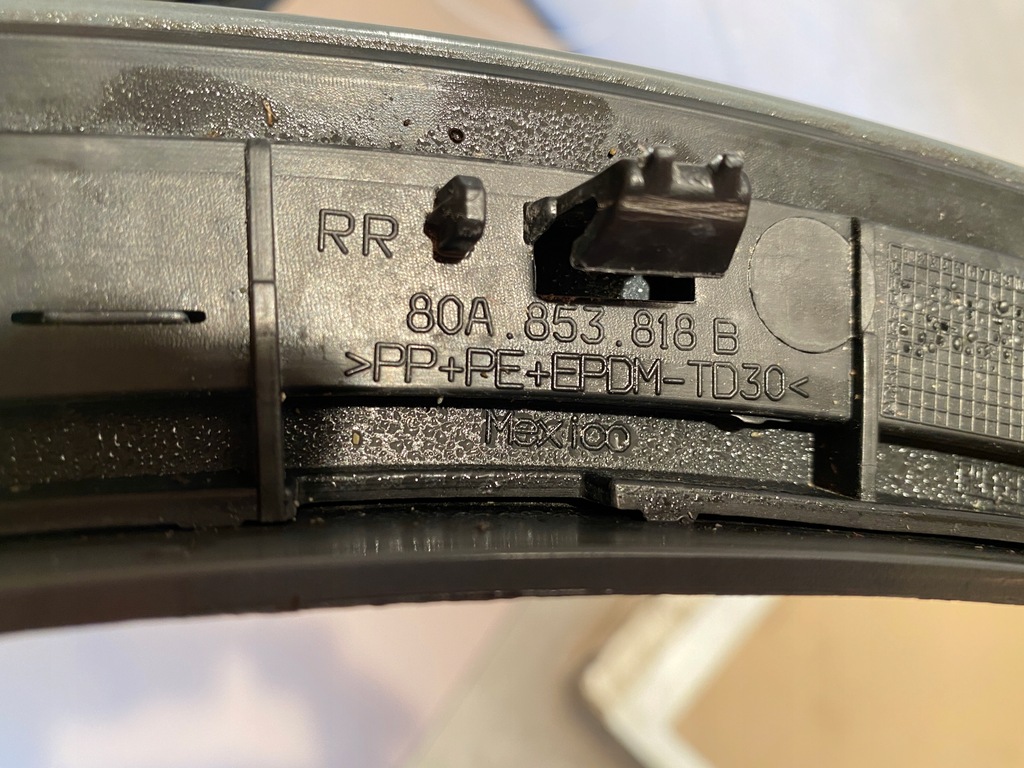 RR
80A.853.818 B
>PP+PE+EPDM-TD30<
Mexico